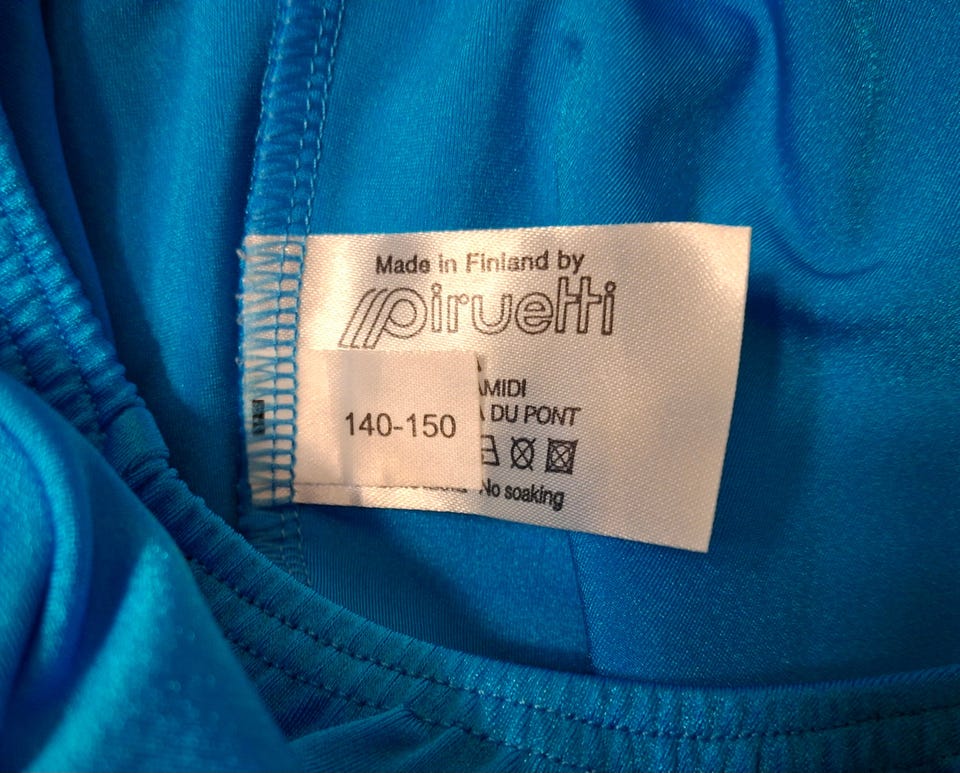 Made in Finland by
piruetti
AMIDI
140-150
DU PONT
No soaking